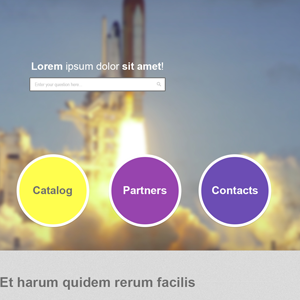 Lorem ipsum dolor sit amet!
Enter your question here
Catalog
Partners
Contacts
Et harum quidem rerum facilis